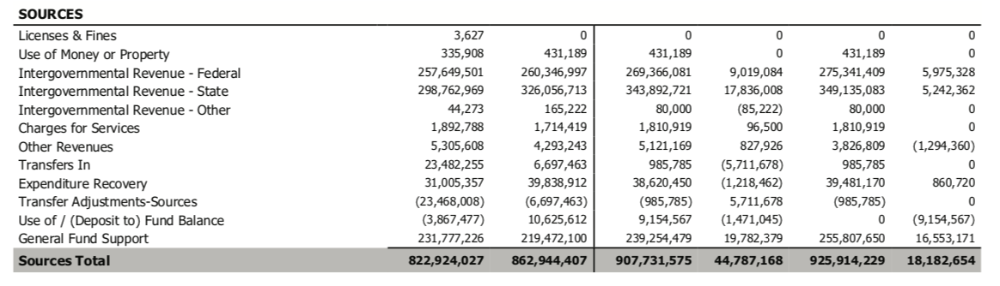 SOURCES
Licenses & Fines 3,627 0 0 0 0 0
Use of Money or Property 335,908 431,189 431,189 0 431,189 0
Intergovernmental Revenue - Federal 257,649,501 260,346,997 269,366,081 9,019,084 275,341,409 5,975,328
Intergovernmental Revenue - State 298,762,969 326,056,713 343,892,721 17,836,008 349,135,083 5,242,362
Intergovernmental Revenue - Other 44,273 165,222 80,000 (85,222) 80,000 0
Charges for Services 1,892,788 1,714,419 1,810,919 96,500 1,810,919 0
Other Revenues 5,305,608 4,293,243 5,121,169 827,926 3,826,809 (1,294,360)
Transfers In 23,482,255 6,697,463 985,785 (5,711,678) 985,785 0
Expenditure Recovery 31,005,357 39,838,912 38,620,450 (1,218,462) 39,481,170 860,720
Transfer Adjustments-Sources (23,468,008) (6,697,463) (985,785) 5,711,678 (985,785) 0
Use of / (Deposit to) Fund Balance (3,867,477) 10,625,612 9,154,567 (1,471,045) 0 (9,154,567)
General Fund Support 231,777,226 219,472,100 239,254,479 19,782,379 255,807,650 16,553,171
Sources Total 822,924,027 862,944,407 907,731,575 44,787,168 925,914,229 18,182,654